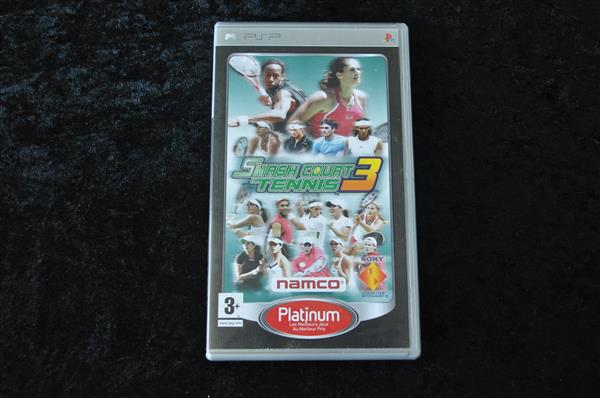 PSP
SMASH COURT
TENNIS 3
namco
SONY
3+
Platinum
Les Meilleurs Jeux
Au Meilleur Prix